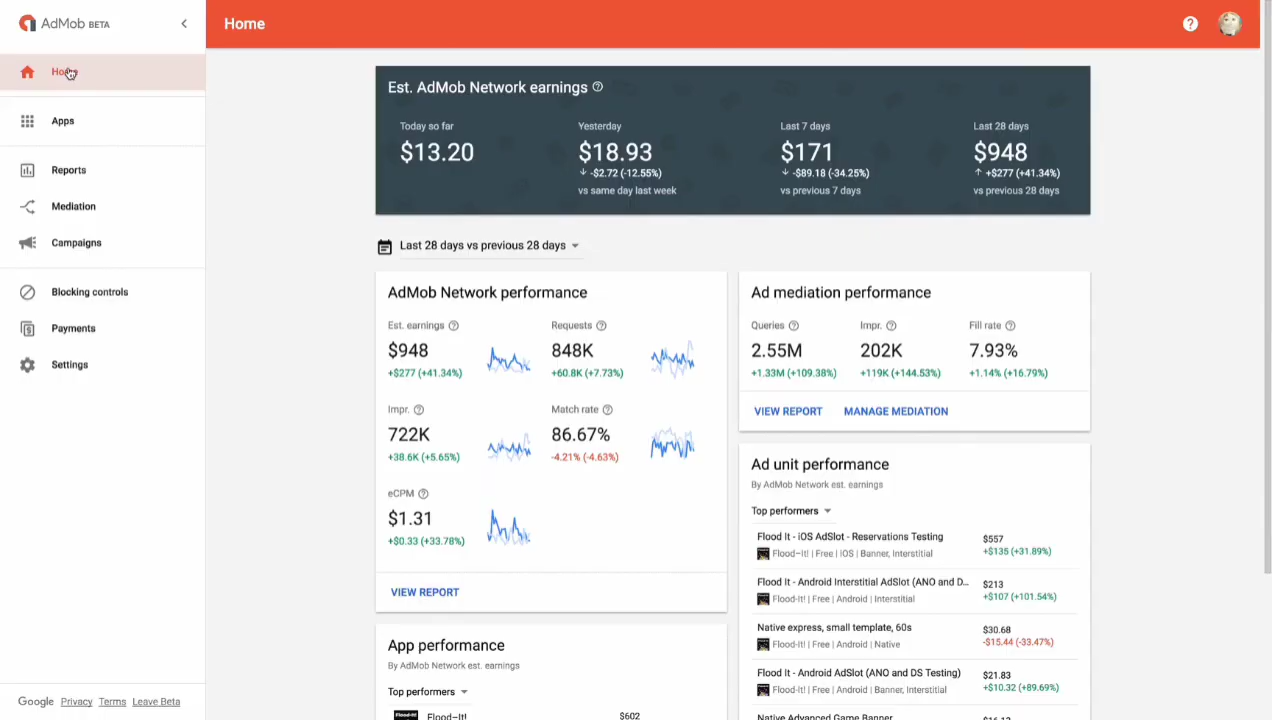 AdMob BETA
Home
Home
Apps
Reports
Mediation
Campaigns
Blocking controls
Payments
Settings
Google Privacy Terms Leave Beta
Est. AdMob Network earnings
Today so far
$13.20
Yesterday
$18.93
-$2.72 (-12.55%)
vs same day last week
Last 7 days
$171
-$89.18 (-34.25%)
vs previous 7 days
Last 28 days
$948
+$277 (+41.34%)
vs previous 28 days
Last 28 days vs previous 28 days
AdMob Network performance
Est. earnings
$948
+$277 (+41.34%)
Requests
848K
+60.8K (+7.73%)
Impr.
722K
+38.6K (+5.65%)
Match rate
86.67%
-4.21% (-4.63%)
eCPM
$1.31
+$0.33 (+33.78%)
VIEW REPORT
App performance
By AdMob Network est. earnings
Top performers
Flood-It!
$602
Ad mediation performance
Queries
2.55M
+1.33M (+109.38%)
Impr.
202K
+119K (+144.53%)
Fill rate
7.93%
+1.14% (+16.79%)
VIEW REPORT MANAGE MEDIATION
Ad unit performance
By AdMob Network est. earnings
Top performers
Flood It - iOS AdSlot - Reservations Testing
Flood-It! | Free | IOS | Banner, Interstitial
$557
+$135 (+31.89%)
Flood It - Android Interstitial AdSlot (ANO and D...
Flood-It! | Free | Android | Interstitial
$213
+$107 (+101.54%)
Native express, small template, 60s
Flood-It! | Free | Android | Native
$30.68
-$15.44 (-33.47%)
Flood It - Android AdSlot (ANO and DS Testing)
Flood-It! | Free | Android | Banner, Interstitial
$21.83
+$10.32 (+89.69%)
Native Advanced Game Banner